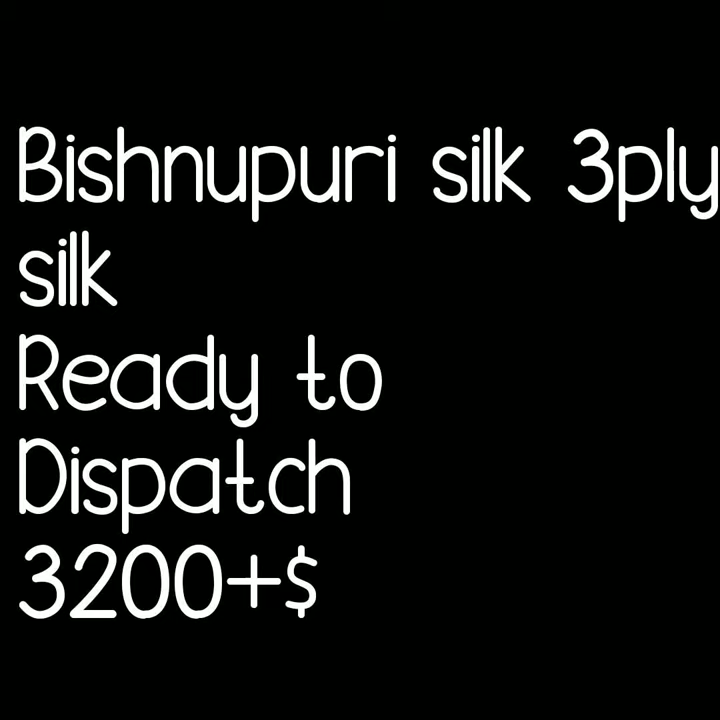 Bishnupuri silk 3ply
silk
Ready to
Dispatch
3200+$